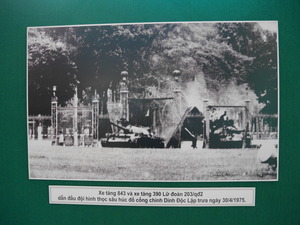 Xe tăng 843 và xe tăng 390 Lữ đoàn 203/qđ2
dẫn đầu đội hình thọc sâu húc đổ cổng chính Dinh Độc Lập trưa ngày 30/4/1975.